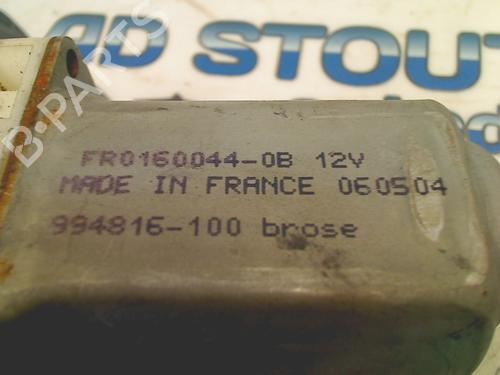 AD STOUT
B-PARTS
FR0160044-0B 12V
MADE IN FRANCE 060504
994816-100 brose